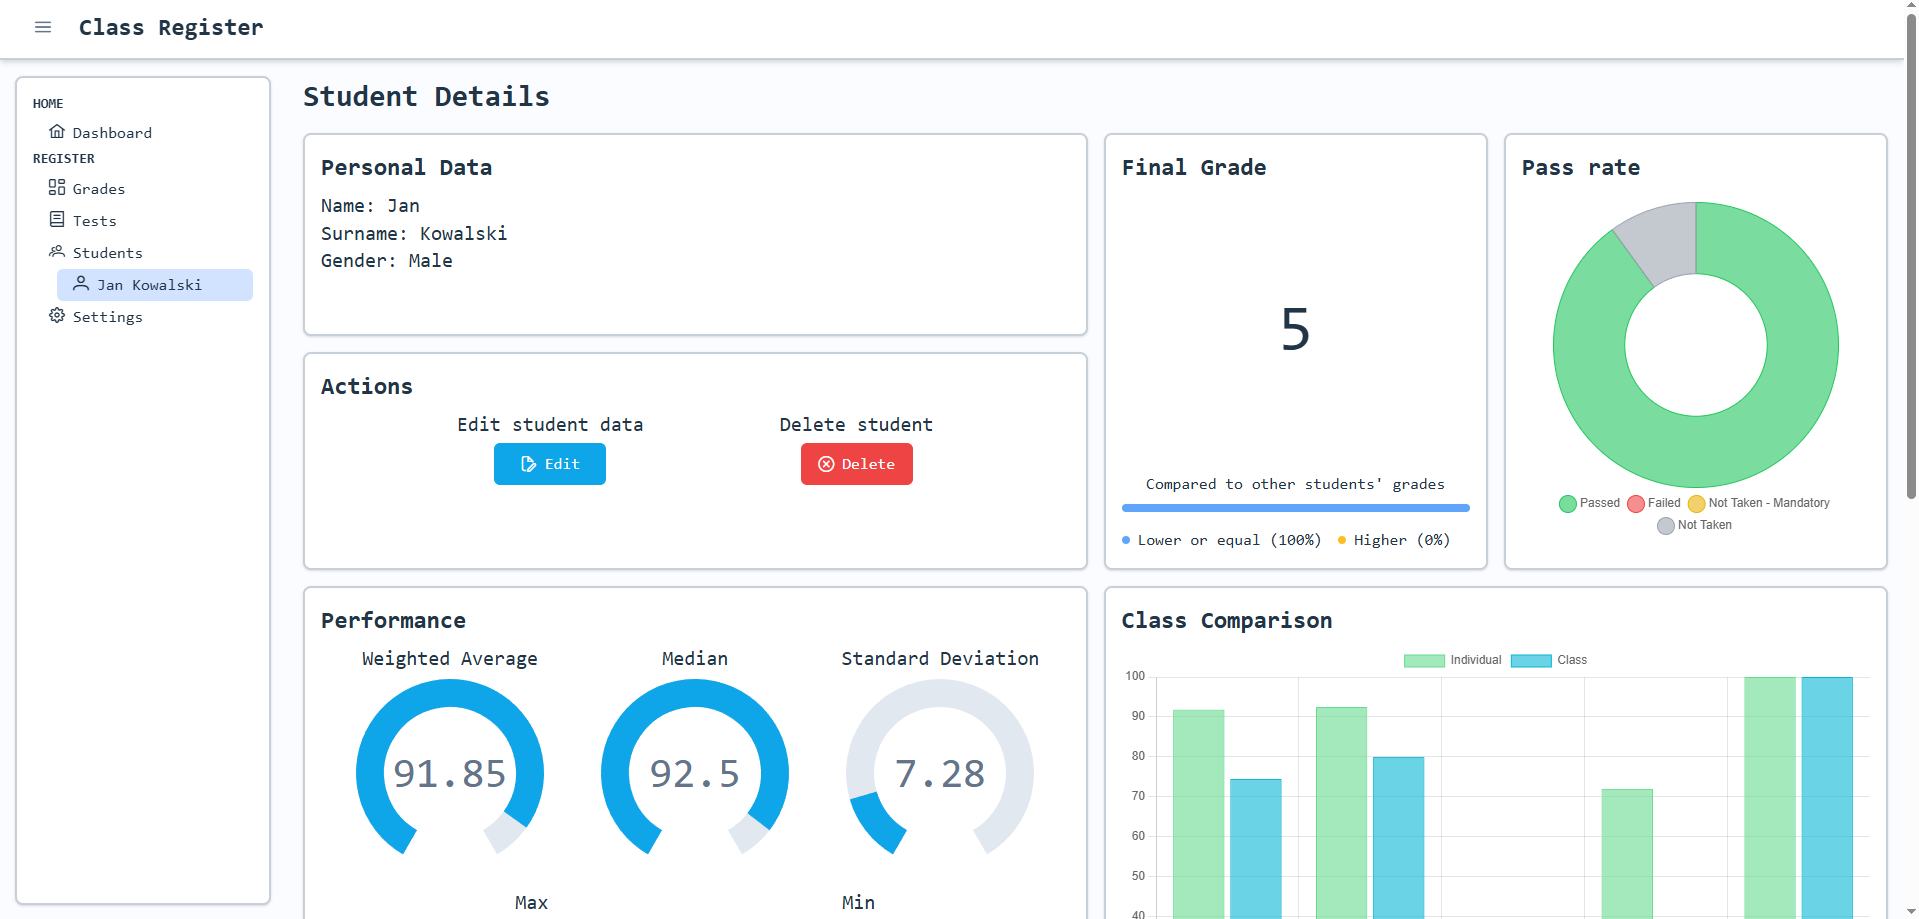 Class Register
HOME
Dashboard
REGISTER
Grades
Tests
Students
Jan Kowalski
Settings
Student Details
Personal Data
Name: Jan
Surname: Kowalski
Gender: Male
Actions
Edit student data
Delete student
Edit
Delete
Final Grade
5
Compared to other students' grades
Lower or equal (100%) Higher (0%)
Pass rate
Passed Failed Not Taken - Mandatory
Not Taken
Performance
Weighted Average
Median
Standard Deviation
91.85
92.5
7.28
Max
Min
Class Comparison
Individual Class
100
90
80
70
60
50
40